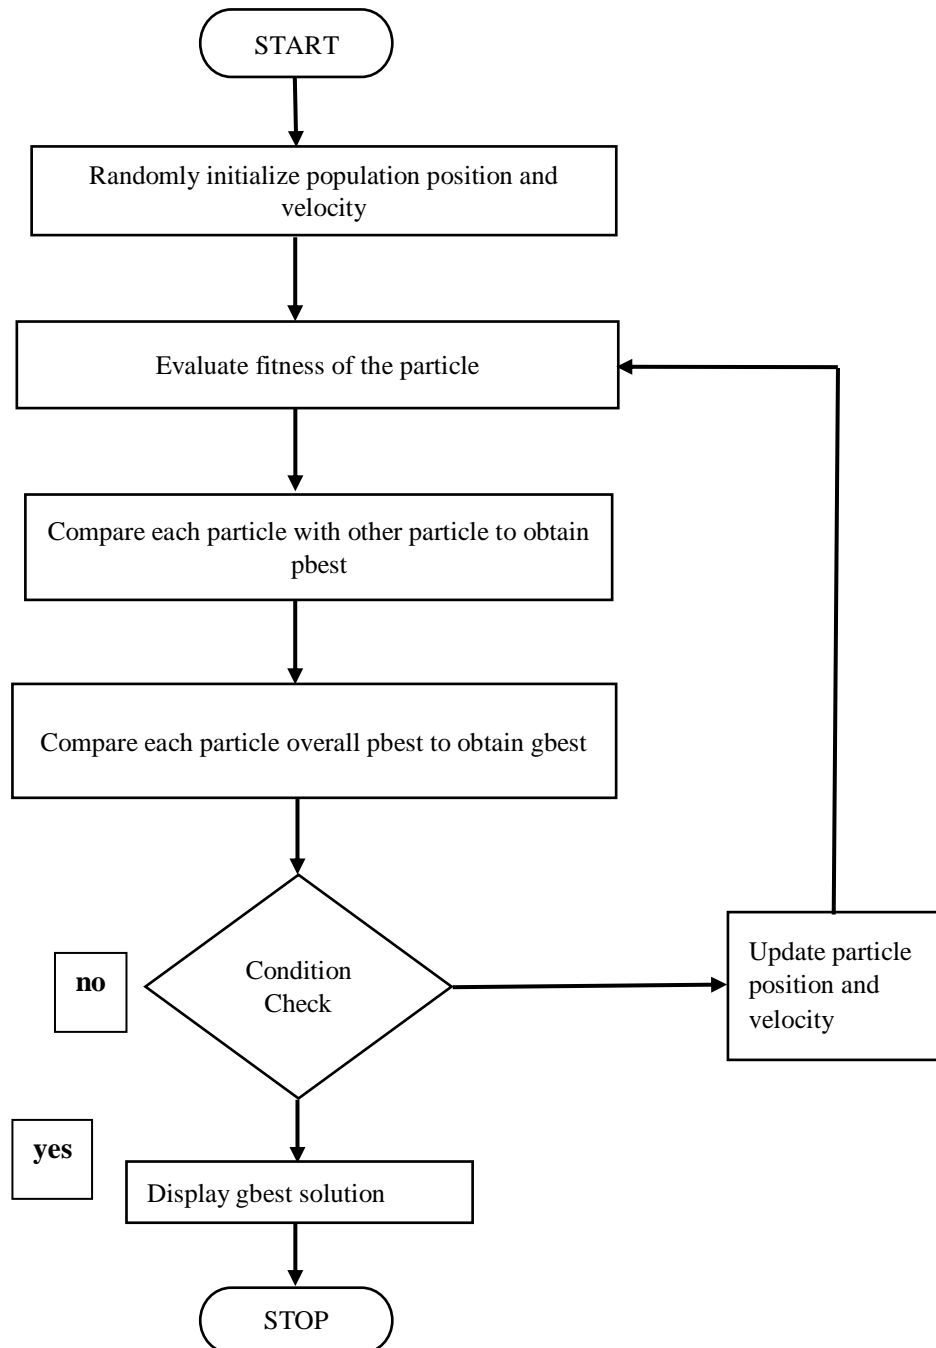 START
Randomly initialize population position and
velocity
Evaluate fitness of the particle
Compare each particle with other particle to obtain
pbest
Compare each particle overall pbest to obtain gbest
no
Condition
Check
Update particle
position and
velocity
yes
Display gbest solution
STOP